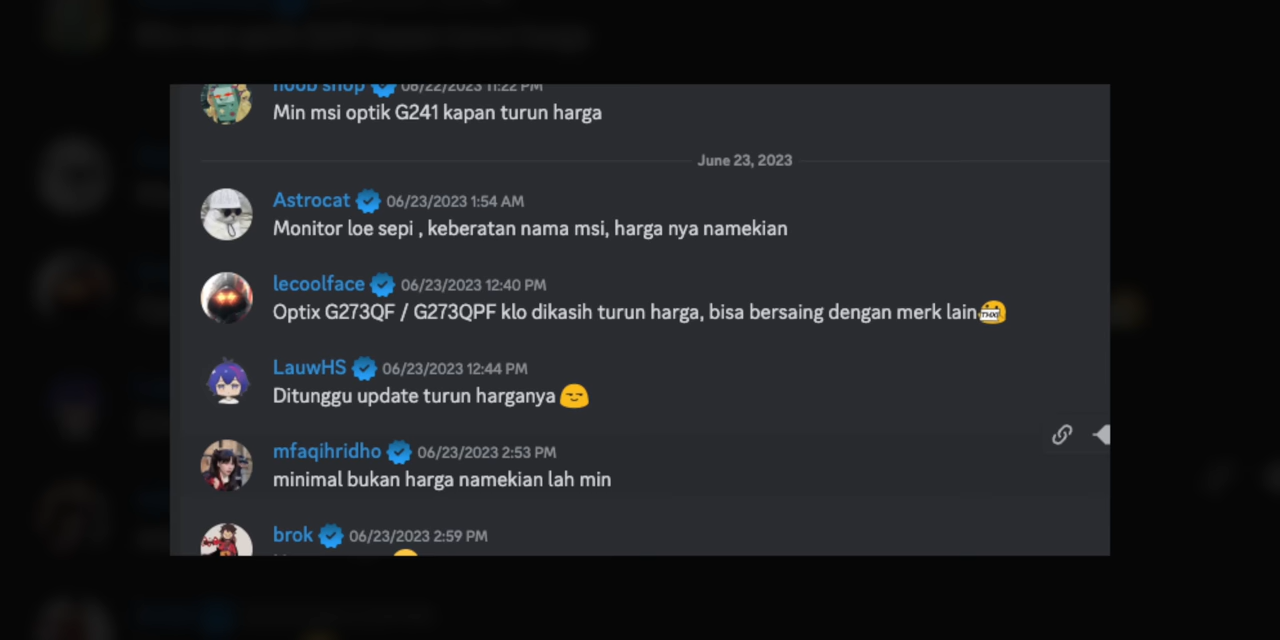 noob shop 06/22/2023 11:22 PM
Min msi optik G241 kapan turun harga
June 23, 2023
Astrocat 06/23/2023 1:54 AM
Monitor loe sepi , keberatan nama msi, harga nya namekian
lecoolface 06/23/2023 12:40 PM
Optix G273QF / G273QPF klo dikasih turun harga, bisa bersaing dengan merk lain
LauwHS 06/23/2023 12:44 PM
Ditunggu update turun harganya
mfaqihridho 06/23/2023 2:53 PM
minimal bukan harga namekian lah min
brok 06/23/2023 2:59 PM